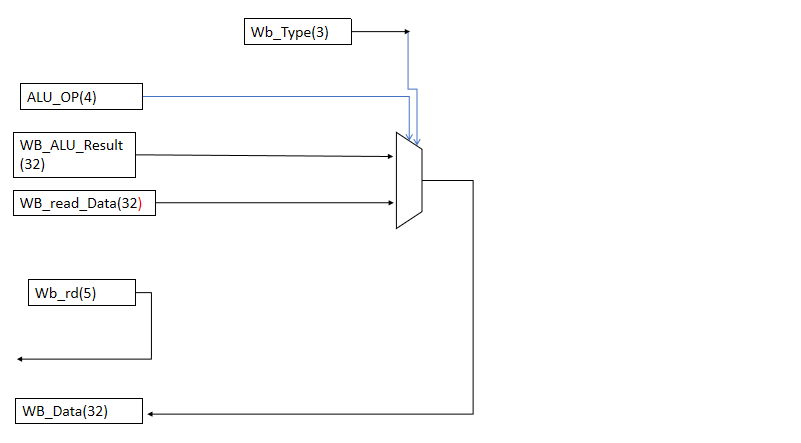 Wb_Type(3)
ALU_OP(4)
WB_ALU_Result
(32)
WB_read_Data(32)
Wb_rd(5)
WB_Data(32)